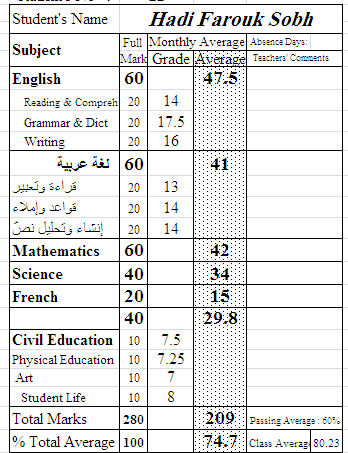 Student's Name Hadi Farouk Sobh
Subject Full Mark Monthly Average Absence Days:
Grade Average Teachers' Comments
English 60 47.5
Reading & Compreh 20 14
Grammar & Dict 20 17.5
Writing 20 16
لغة عربية 60 41
قراءة وتعبير 20 13
قواعد وإملاء 20 14
إنشاء وتحليل نصّ 20 14
Mathematics 60 42
Science 40 34
French 20 15
40 29.8
Civil Education 10 7.5
Physical Education 10 7.25
Art 10 7
Student Life 10 8
Total Marks 280 209 Passing Average : 60%
% Total Average 100 74.7 Class Averag 80.23